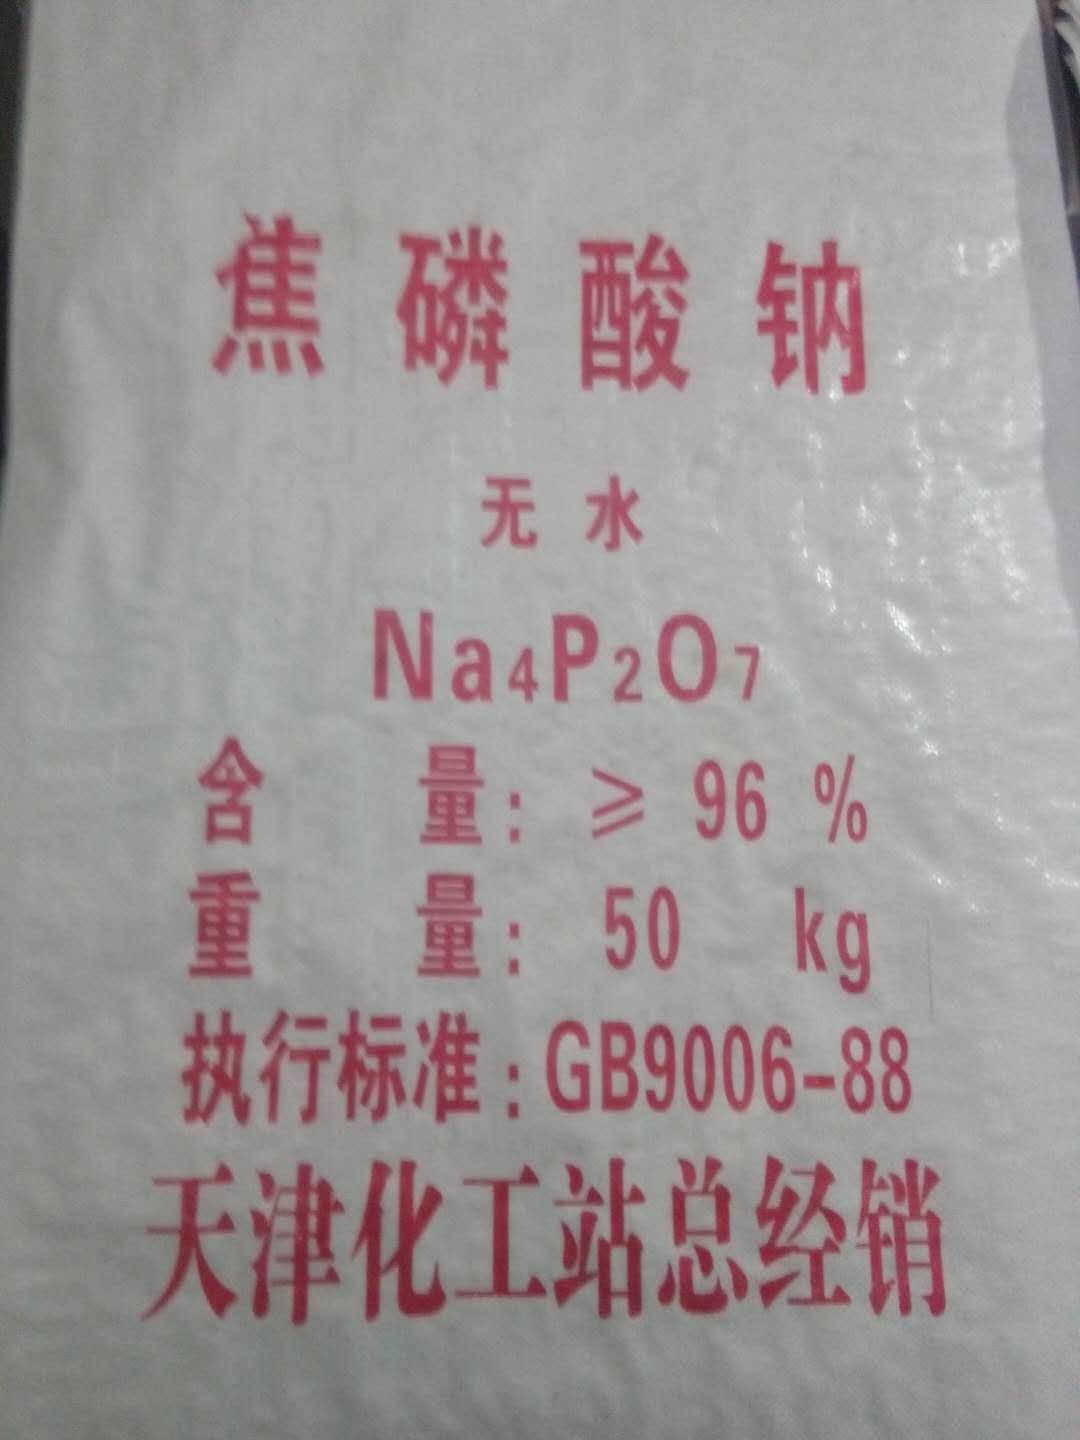 焦磷酸钠
无水
Na₄P₂O₇
含量：≥96%
重量：50 kg
执行标准：GB9006-88
天津化工站总经销